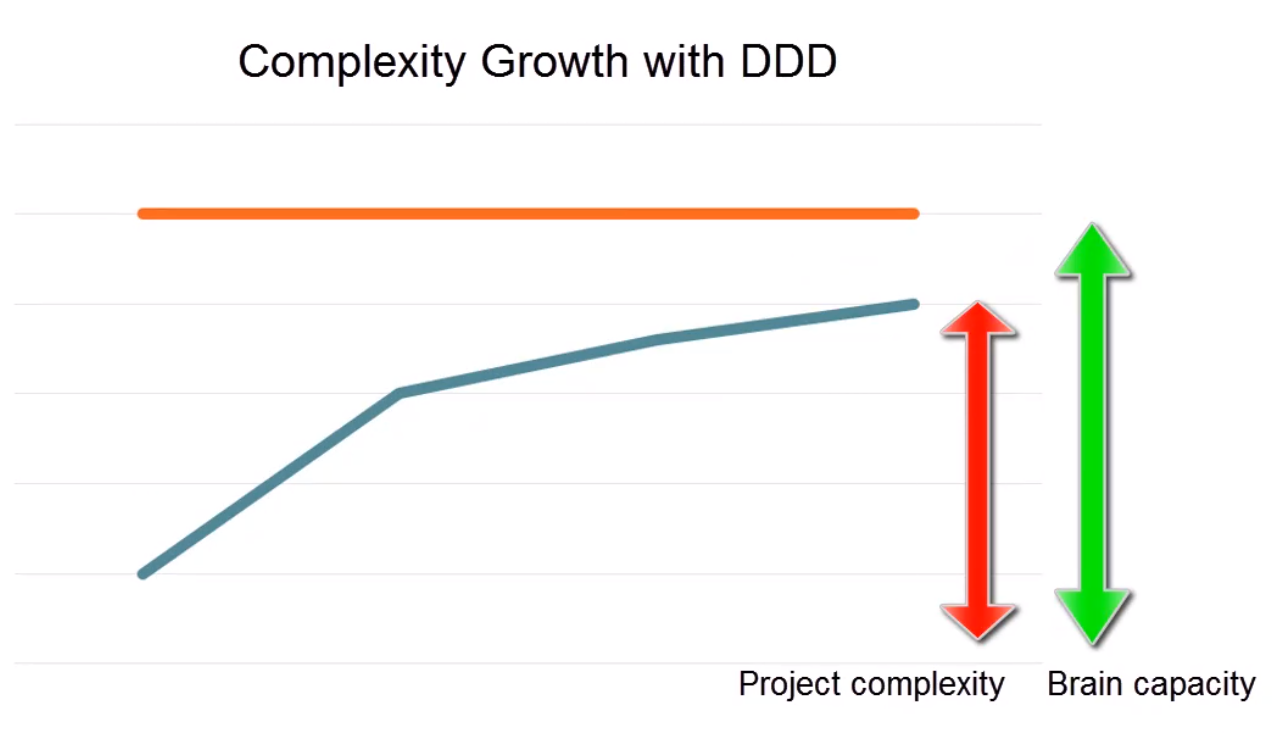 Complexity Growth with DDD
Project complexity
Brain capacity